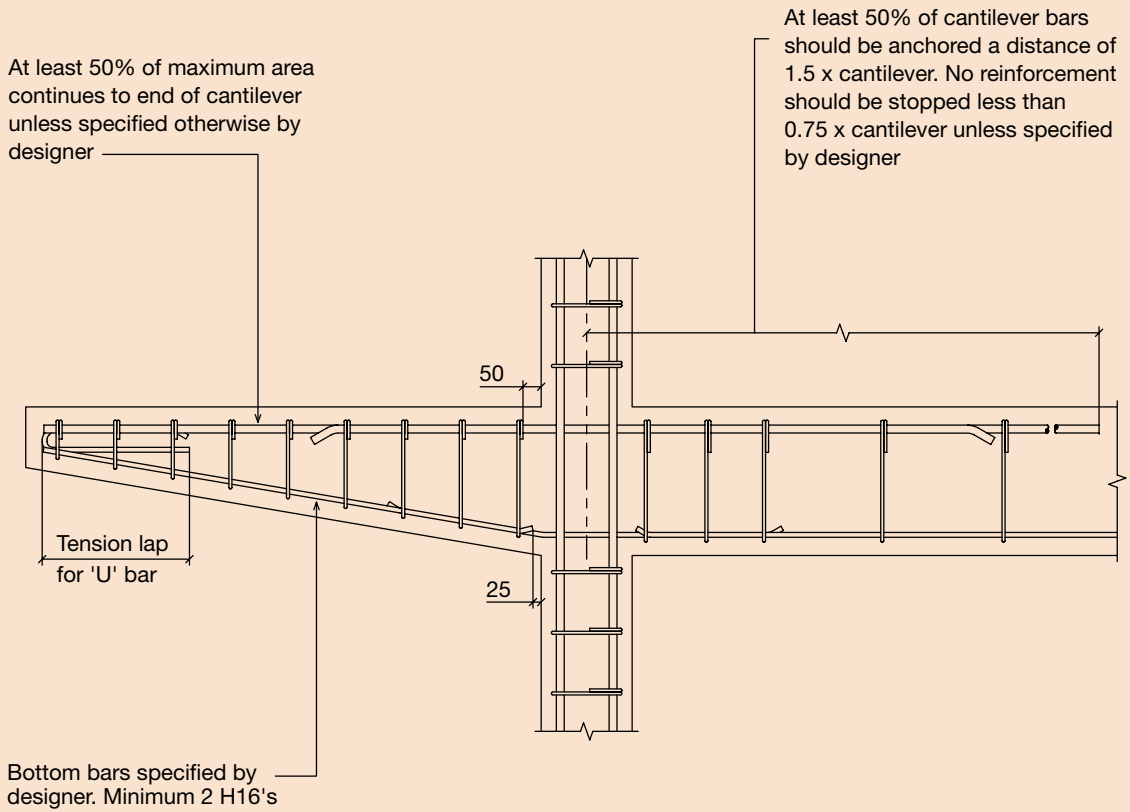 At least 50% of cantilever bars
should be anchored a distance of
1.5 x cantilever. No reinforcement
should be stopped less than
0.75 x cantilever unless specified
by designer
At least 50% of maximum area
continues to end of cantilever
unless specified otherwise by
designer
50
Tension lap
for 'U' bar
25
Bottom bars specified by
designer. Minimum 2 H16's